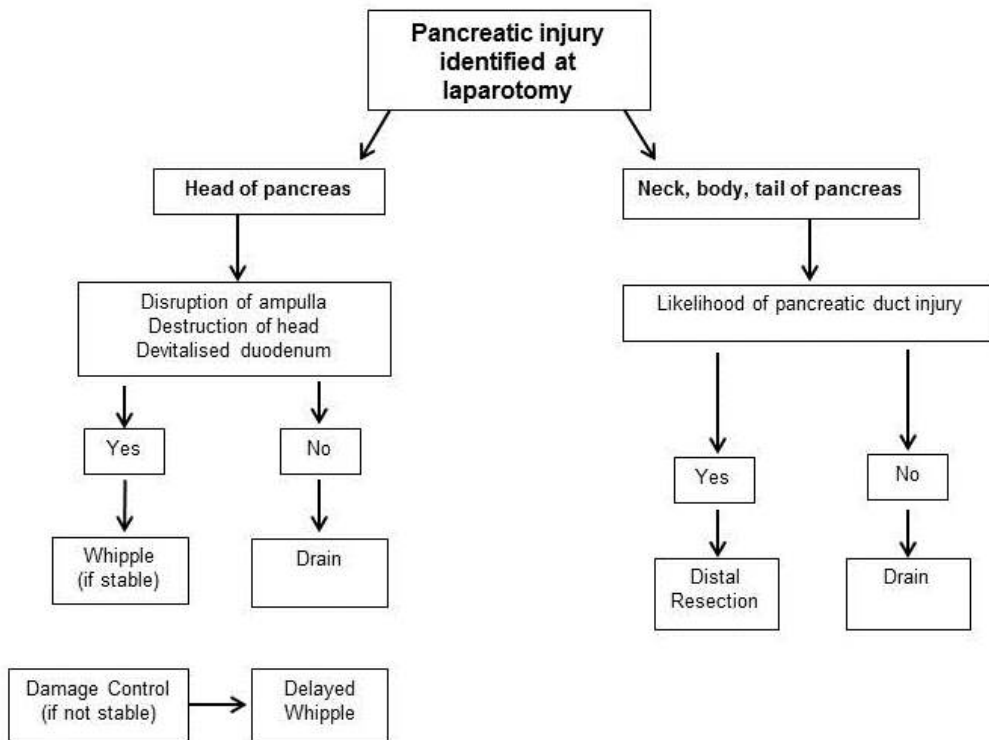 Pancreatic injury
identified at
laparotomy
Head of pancreas
Neck, body, tail of pancreas
Disruption of ampulla
Destruction of head
Devitalised duodenum
Likelihood of pancreatic duct injury
Yes
No
Yes
No
Whipple
(if stable)
Drain
Distal
Resection
Drain
Damage Control
(if not stable)
Delayed
Whipple